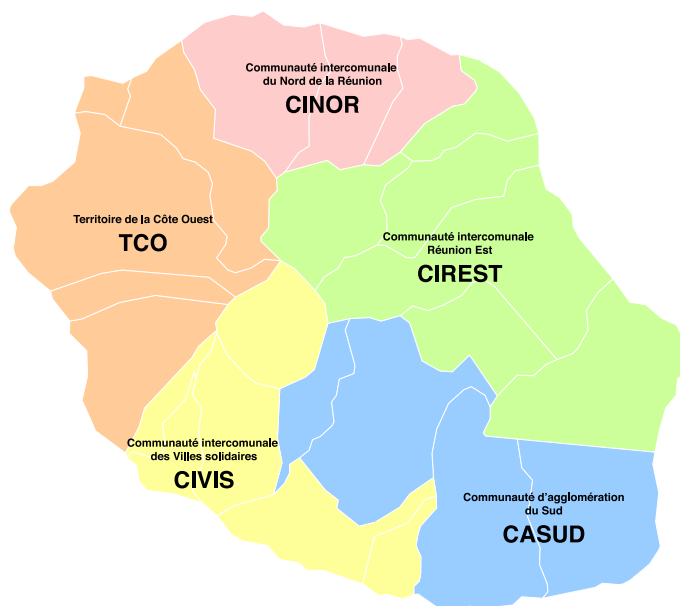 Communauté intercomunale
du Nord de la Réunion
CINOR
Territoire de la Côte Ouest
TCO
Communauté intercomunale
Réunion Est
CIREST
Communauté intercomunale
des Villes solidaires
CIVIS
Communauté d'agglomération
du Sud
CASUD